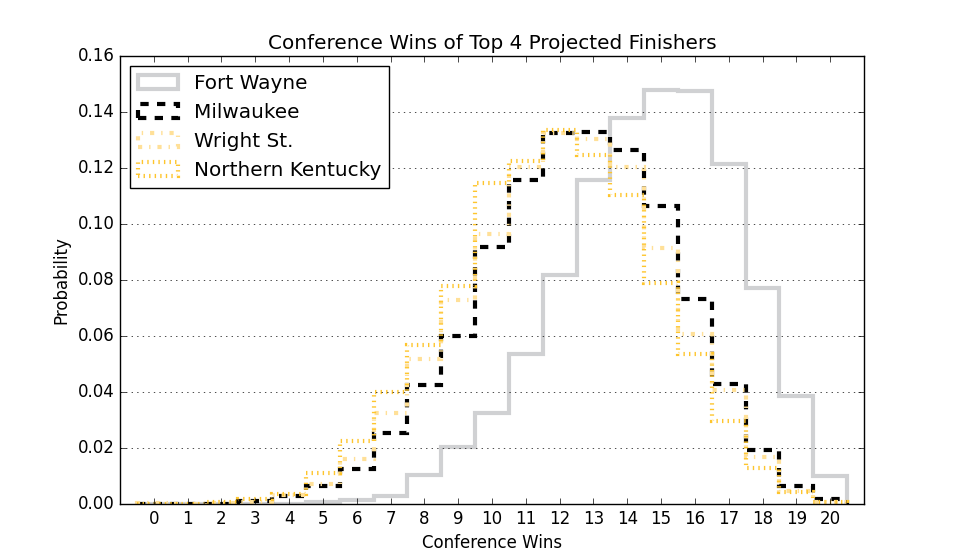 Conference Wins of Top 4 Projected Finishers
0.16
0.14
0.12
0.10
0.08
0.06
0.04
0.02
0.00
Probability
Fort Wayne
Milwaukee
Wright St.
Northern Kentucky
0 1 2 3 4 5 6 7 8 9 10 11 12 13 14 15 16 17 18 19 20
Conference Wins